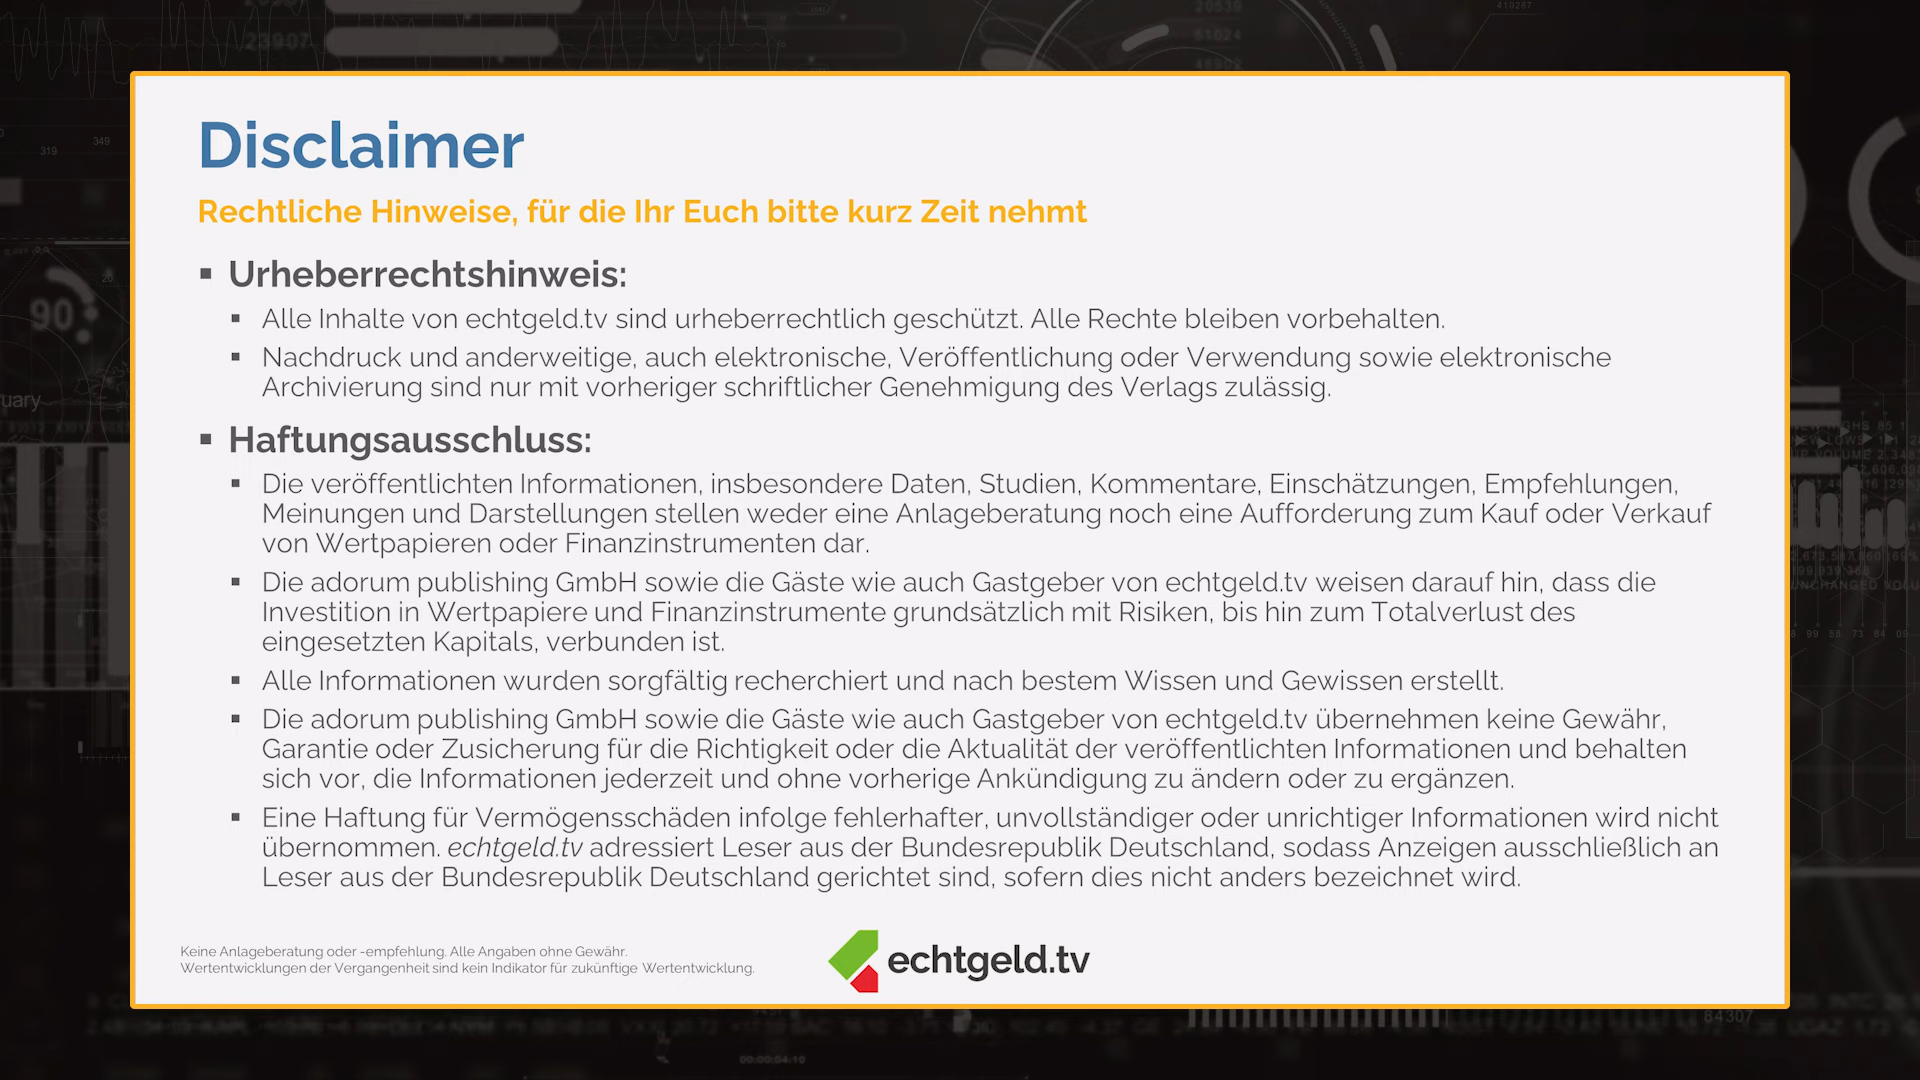 Disclaimer
Rechtliche Hinweise, für die Ihr Euch bitte kurz Zeit nehmt
▪ Urheberrechtshinweis:
▪ Alle Inhalte von echtgeld.tv sind urheberrechtlich geschützt. Alle Rechte bleiben vorbehalten.
▪ Nachdruck und anderweitige, auch elektronische, Veröffentlichung oder Verwendung sowie elektronische
Archivierung sind nur mit vorheriger schriftlicher Genehmigung des Verlags zulässig.
▪ Haftungsausschluss:
▪ Die veröffentlichten Informationen, insbesondere Daten, Studien, Kommentare, Einschätzungen, Empfehlungen,
Meinungen und Darstellungen stellen weder eine Anlageberatung noch eine Aufforderung zum Kauf oder Verkauf
von Wertpapieren oder Finanzinstrumenten dar.
▪ Die adorum publishing GmbH sowie die Gäste wie auch Gastgeber von echtgeld.tv weisen darauf hin, dass die
Investition in Wertpapiere und Finanzinstrumente grundsätzlich mit Risiken, bis hin zum Totalverlust des
eingesetzten Kapitals, verbunden ist.
▪ Alle Informationen wurden sorgfältig recherchiert und nach bestem Wissen und Gewissen erstellt.
▪ Die adorum publishing GmbH sowie die Gäste wie auch Gastgeber von echtgeld.tv übernehmen keine Gewähr,
Garantie oder Zusicherung für die Richtigkeit oder die Aktualität der veröffentlichten Informationen und behalten
sich vor, die Informationen jederzeit und ohne vorherige Ankündigung zu ändern oder zu ergänzen.
▪ Eine Haftung für Vermögensschäden infolge fehlerhafter, unvollständiger oder unrichtiger Informationen wird nicht
übernommen. echtgeld.tv adressiert Leser aus der Bundesrepublik Deutschland, sodass Anzeigen ausschließlich an
Leser aus der Bundesrepublik Deutschland gerichtet sind, sofern dies nicht anders bezeichnet wird.
Keine Anlageberatung oder -empfehlung. Alle Angaben ohne Gewähr.
Wertentwicklungen der Vergangenheit sind kein Indikator für zukünftige Wertentwicklung.
echtgeld.tv
23907
319
349
90
20
410287
84307